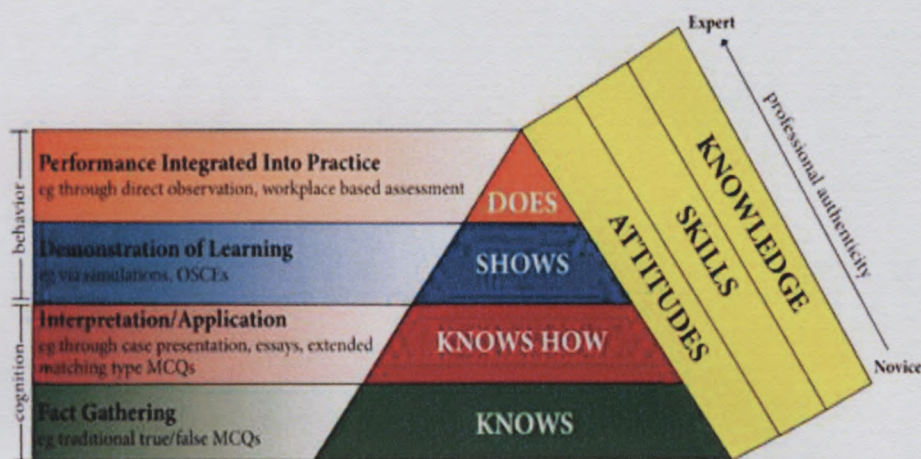 Expert
professional authenticity
Novice
KNOWLEDGE
SKILLS
ATTITUDES
behavior
Performance Integrated Into Practice
eg through direct observation, workplace based assessment
DOES
Demonstration of Learning
eg via simulations, OSCEs
SHOWS
cognition
Interpretation/Application
eg through case presentation, essays, extended
matching type MCQs
KNOWS HOW
Fact Gathering
eg traditional true/false MCQs
KNOWS